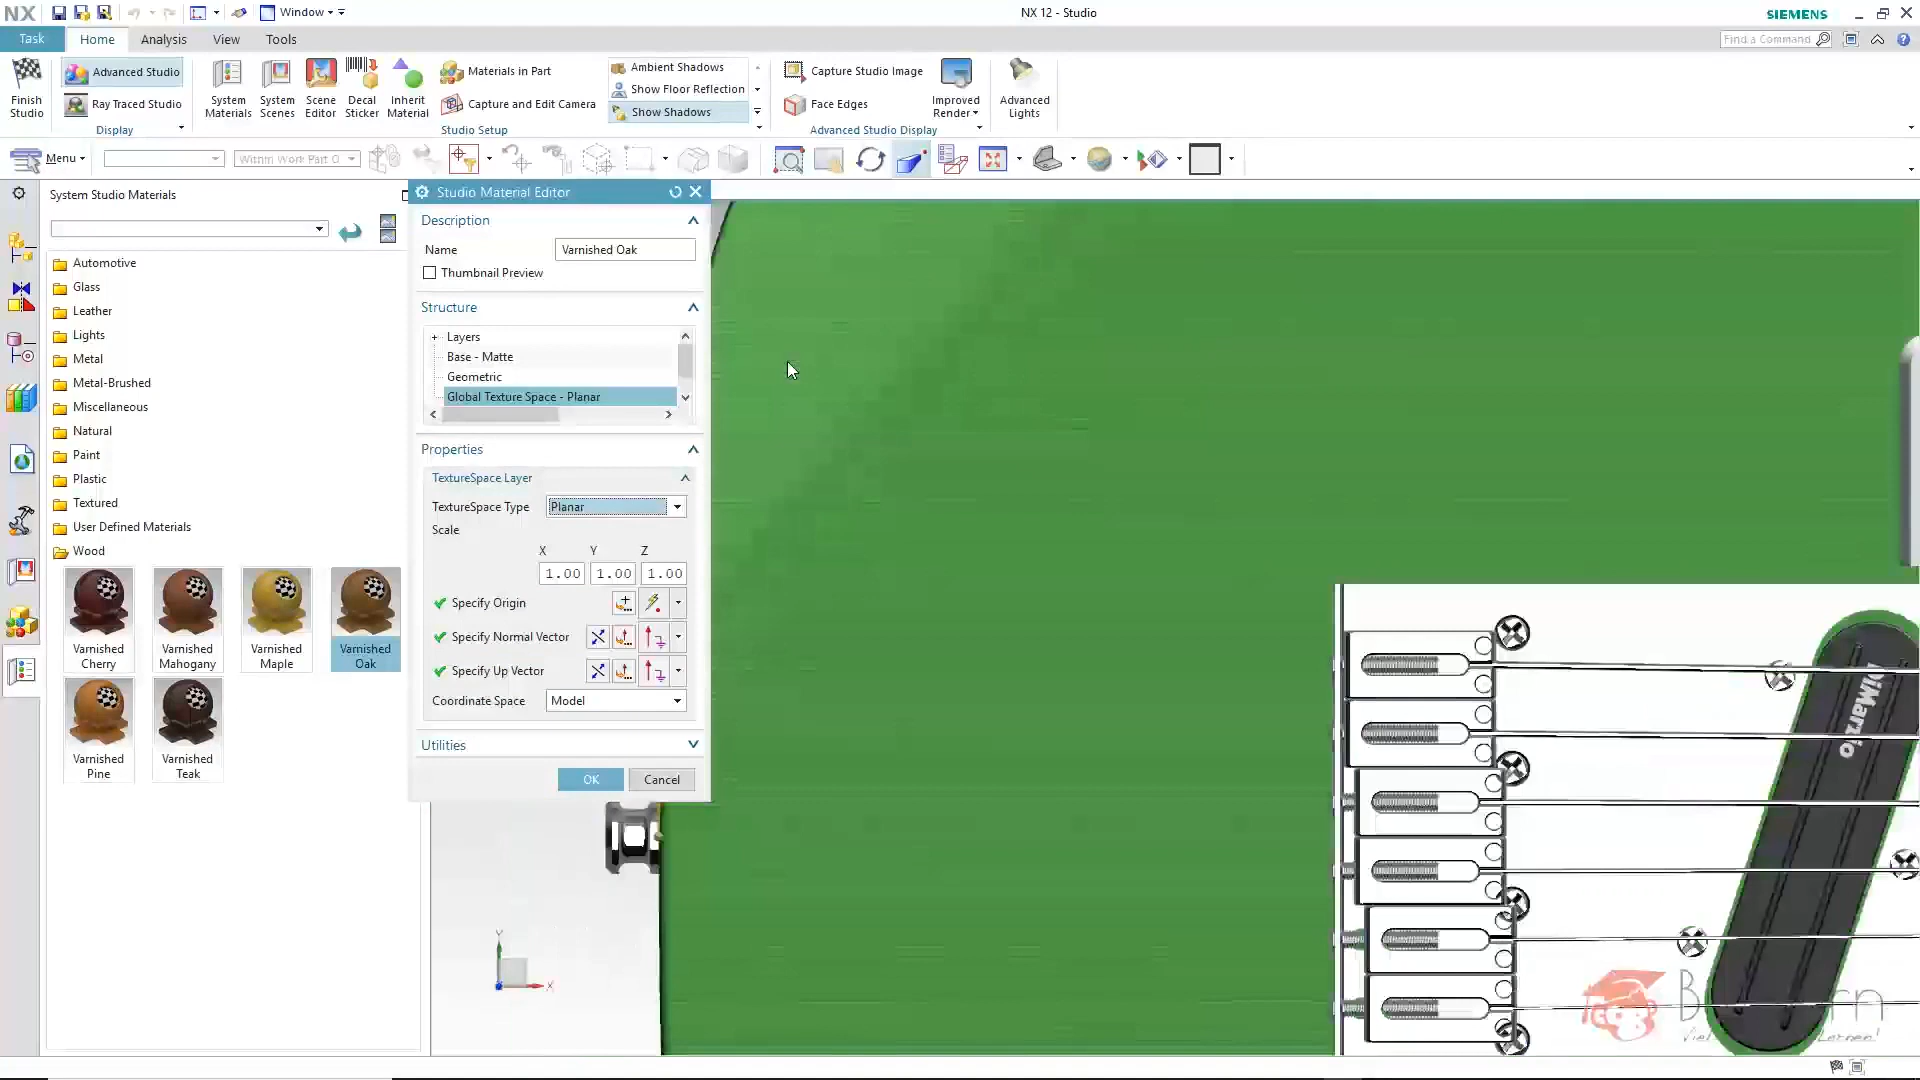 NX
Window
NX 12 - Studio
SIEMENS
Task
Home
Analysis
View
Tools
Find a Command
Finish
Studio
Advanced Studio
Ray Traced Studio
Display
System
Materials
System
Scenes
Scene
Editor
Decal
Sticker
Inherit
Material
Materials in Part
Capture and Edit Camera
Studio Setup
Ambient Shadows
Show Floor Reflection
Show Shadows
Capture Studio Image
Face Edges
Improved
Render
Advanced Studio Display
Advanced
Lights
Menu
Within Work Part O
System Studio Materials
Automotive
Glass
Leather
Lights
Metal
Metal-Brushed
Miscellaneous
Natural
Paint
Plastic
Textured
User Defined Materials
Wood
Varnished
Cherry
Varnished
Mahogany
Varnished
Maple
Varnished
Oak
Varnished
Pine
Varnished
Teak
Studio Material Editor
Description
Name
Varnished Oak
Thumbnail Preview
Structure
Layers
Base - Matte
Geometric
Global Texture Space - Planar
Properties
TextureSpace Layer
TextureSpace Type
Planar
Scale
X Y Z
1.00 1.00 1.00
Specify Origin
Specify Normal Vector
Specify Up Vector
Coordinate Space
Model
Utilities
OK
Cancel
Y
X
DiMarzio